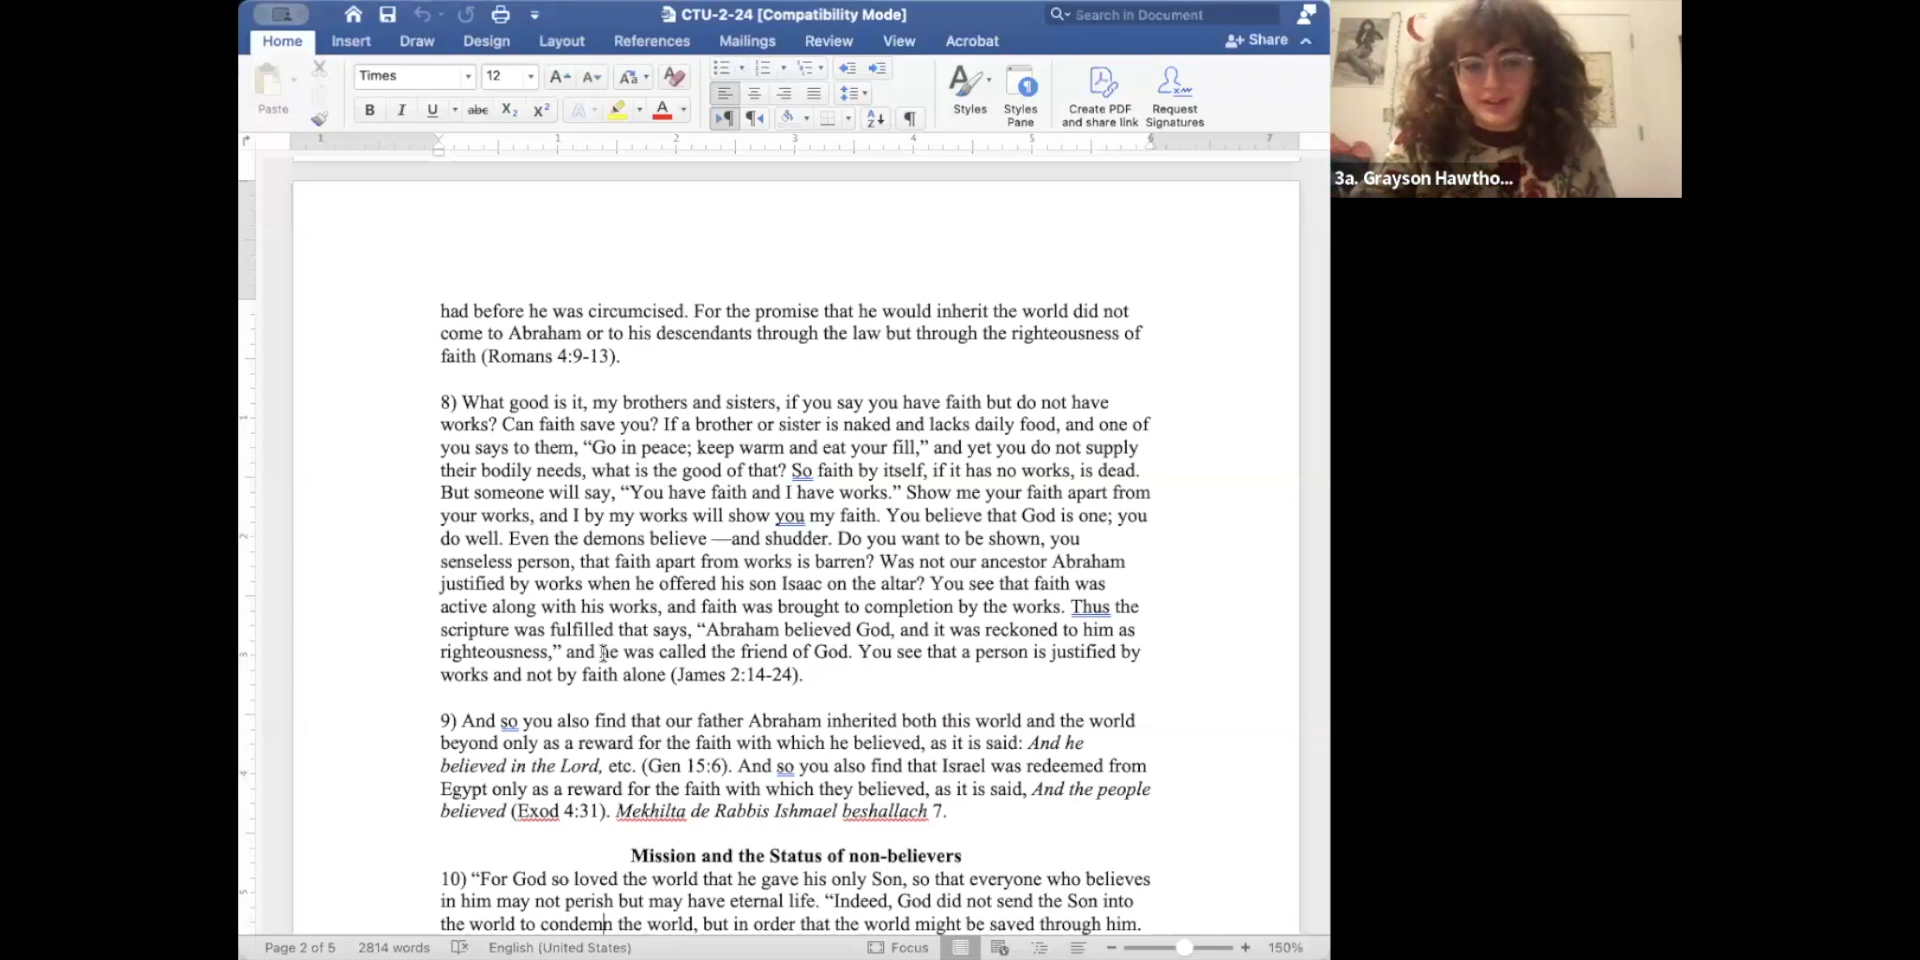 CTU-2-24 [Compatibility Mode]
Search in Document
Home Insert Draw Design Layout References Mailings Review View Acrobat
Share
Paste
Times 12
Styles
Styles Pane
Create PDF and share link
Request Signatures
3a. Grayson Hawtho...
1 1 2 3 4 5 6 7
had before he was circumcised. For the promise that he would inherit the world did not
come to Abraham or to his descendants through the law but through the righteousness of
faith (Romans 4:9-13).
8) What good is it, my brothers and sisters, if you say you have faith but do not have
works? Can faith save you? If a brother or sister is naked and lacks daily food, and one of
you says to them, “Go in peace; keep warm and eat your fill,” and yet you do not supply
their bodily needs, what is the good of that? So faith by itself, if it has no works, is dead.
But someone will say, “You have faith and I have works.” Show me your faith apart from
your works, and I by my works will show you my faith. You believe that God is one; you
do well. Even the demons believe —and shudder. Do you want to be shown, you
senseless person, that faith apart from works is barren? Was not our ancestor Abraham
justified by works when he offered his son Isaac on the altar? You see that faith was
active along with his works, and faith was brought to completion by the works. Thus the
scripture was fulfilled that says, “Abraham believed God, and it was reckoned to him as
righteousness,” and he was called the friend of God. You see that a person is justified by
works and not by faith alone (James 2:14-24).
9) And so you also find that our father Abraham inherited both this world and the world
beyond only as a reward for the faith with which he believed, as it is said: And he
believed in the Lord, etc. (Gen 15:6). And so you also find that Israel was redeemed from
Egypt only as a reward for the faith with which they believed, as it is said, And the people
believed (Exod 4:31). Mekhilta de Rabbis Ishmael beshallach 7.
Mission and the Status of non-believers
10) “For God so loved the world that he gave his only Son, so that everyone who believes
in him may not perish but may have eternal life. “Indeed, God did not send the Son into
the world to condemn the world, but in order that the world might be saved through him.
Page 2 of 5 2814 words English (United States) Focus 150%